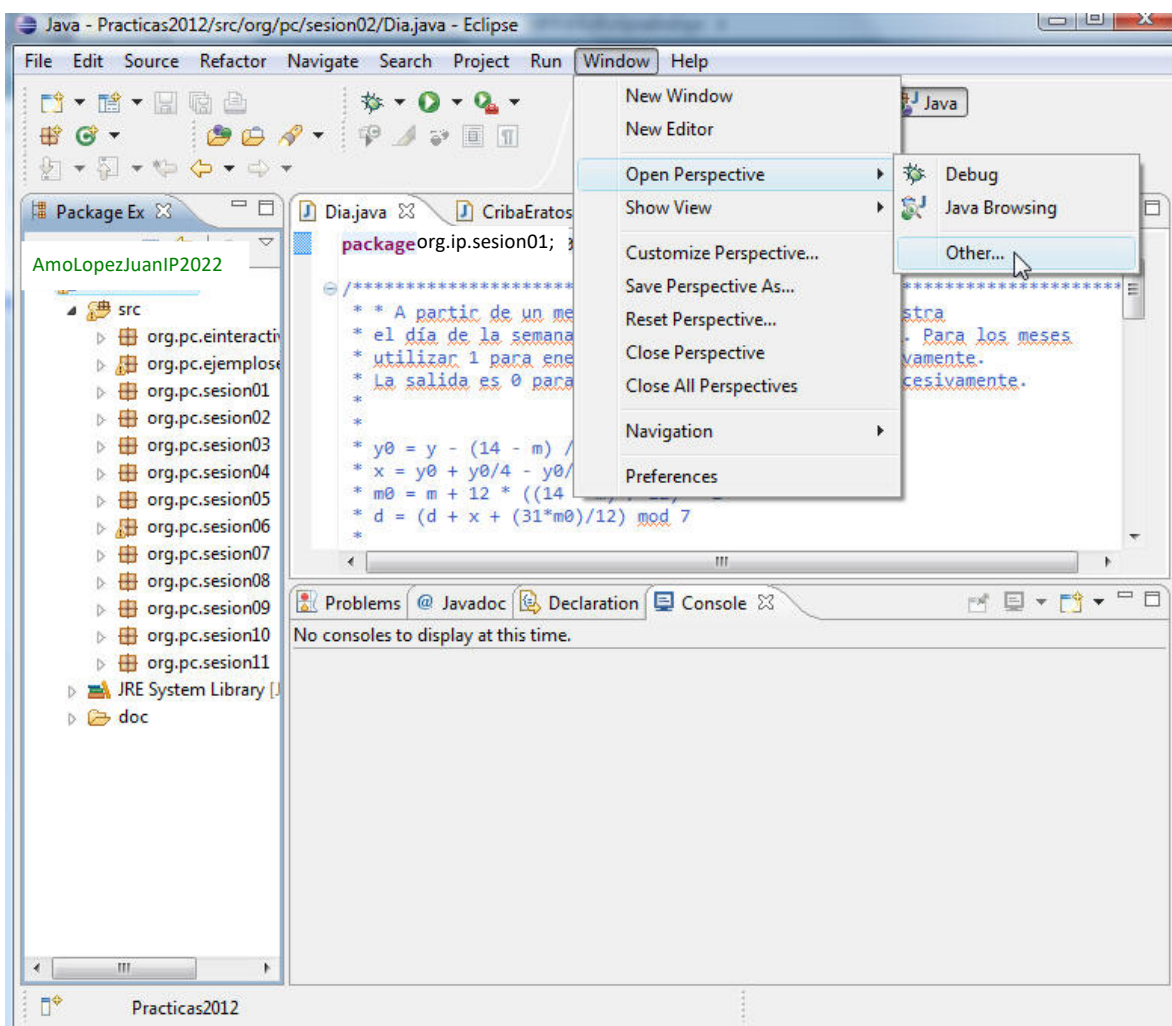 Java - Practicas2012/src/org/pc/sesion02/Dia.java - Eclipse
File Edit Source Refactor Navigate Search Project Run Window Help
New Window
New Editor
Open Perspective
Show View
Customize Perspective...
Save Perspective As...
Reset Perspective...
Close Perspective
Close All Perspectives
Navigation
Preferences
Java
Debug
Java Browsing
Other...
Package Ex
AmoLopezJuanIP2022
src
org.pc.einteractiv
org.pc.ejemplose
org.pc.sesion01
org.pc.sesion02
org.pc.sesion03
org.pc.sesion04
org.pc.sesion05
org.pc.sesion06
org.pc.sesion07
org.pc.sesion08
org.pc.sesion09
org.pc.sesion10
org.pc.sesion11
JRE System Library [J
doc
Dia.java CribaEratos
package org.ip.sesion01;
/************************ ********************
* * A partir de un me stra
* el día de la semana . Para los meses
* utilizar 1 para ene vamente.
* La salida es 0 para cesivamente.
*
*
* y0 = y - (14 - m) /
* x = y0 + y0/4 - y0/
* m0 = m + 12 * ((14
* d = (d + x + (31*m0)/12) mod 7
*
Problems @ Javadoc Declaration Console
No consoles to display at this time.
Practicas2012